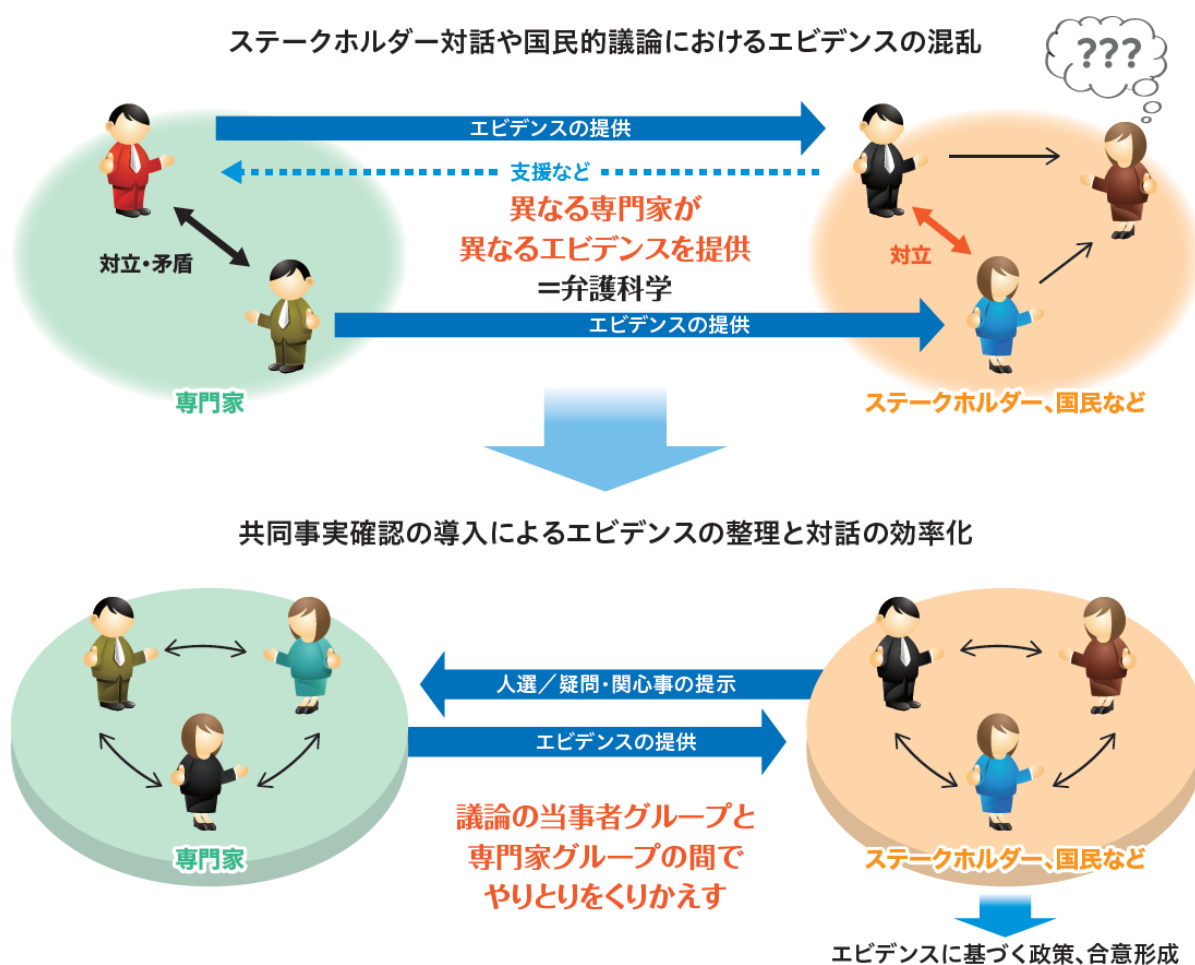 ステークホルダー対話や国民的議論におけるエビデンスの混乱
???
エビデンスの提供
支援など
異なる専門家が
異なるエビデンスを提供
＝弁護科学
対立・矛盾
対立
エビデンスの提供
専門家
ステークホルダー、国民など
共同事実確認の導入によるエビデンスの整理と対話の効率化
人選／疑問・関心事の提示
エビデンスの提供
議論の当事者グループと
専門家グループの間で
やりとりをくりかえす
専門家
ステークホルダー、国民など
エビデンスに基づく政策、合意形成